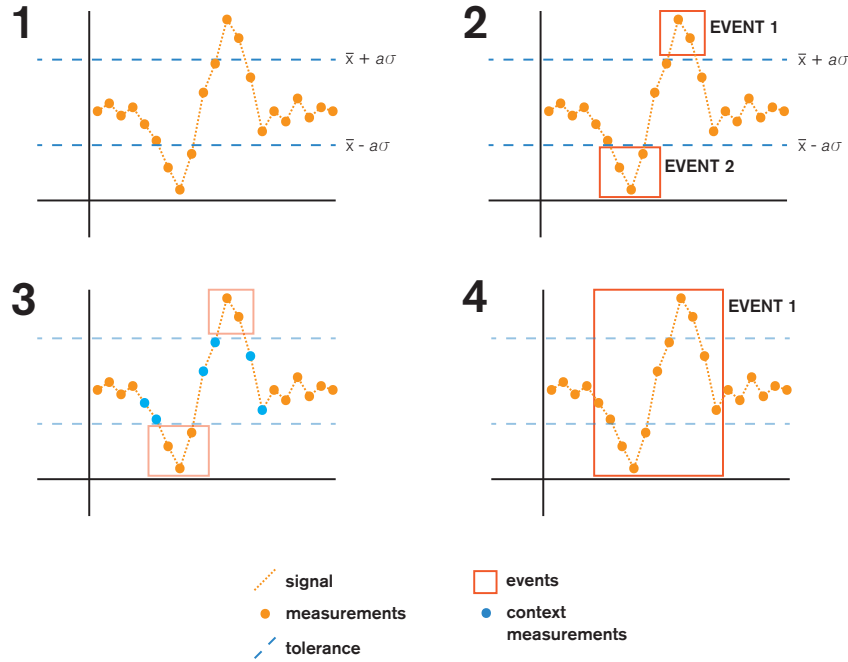 1
x̅ + aσ
x̅ - aσ
2
EVENT 1
x̅ + aσ
x̅ - aσ
EVENT 2
3
4
EVENT 1
signal
measurements
tolerance
events
context
measurements